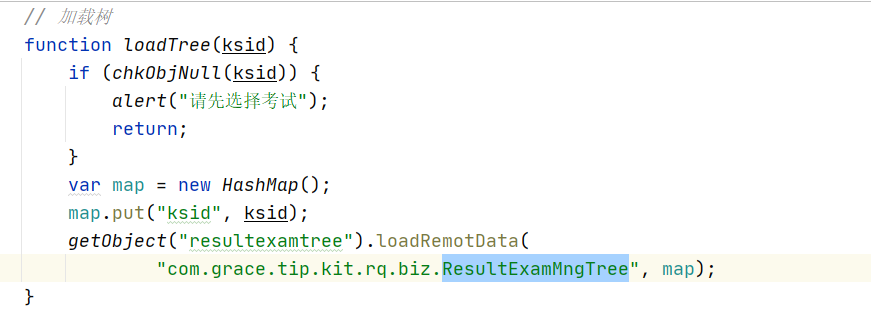 // 加载树
function loadTree(ksid) {
if (chkObjNull(ksid)) {
alert("请先选择考试");
return;
}
var map = new HashMap();
map.put("ksid", ksid);
getObject("resultexamtree").loadRemotData(
"com.grace.tip.kit.rq.biz.ResultExamMngTree", map);
}